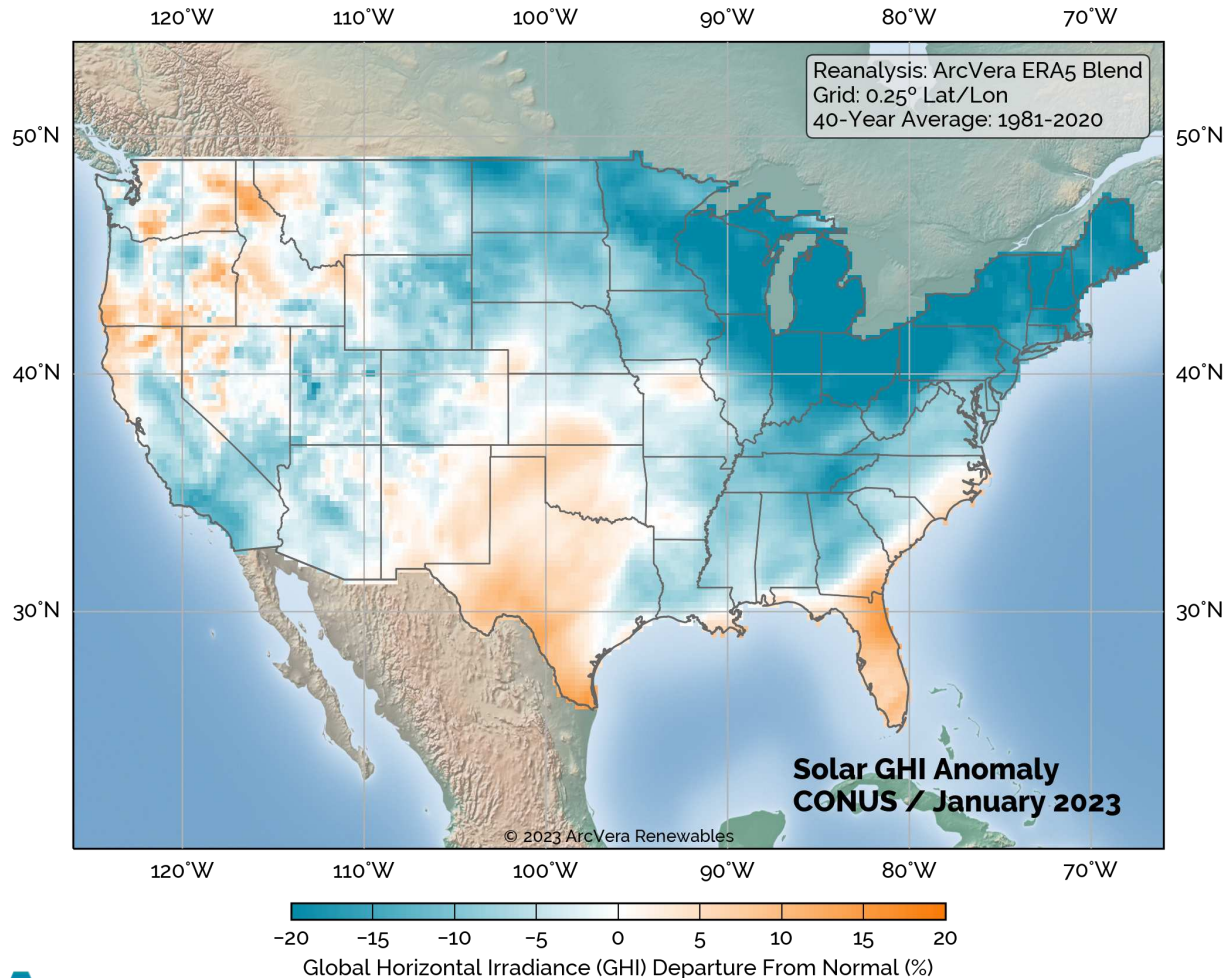 120˚W 110˚W 100˚W 90˚W 80˚W 70˚W
Reanalysis: ArcVera ERA5 Blend
Grid: 0.25º Lat/Lon
40-Year Average: 1981-2020
50˚N 50˚N
40˚N 40˚N
30˚N 30˚N
Solar GHI Anomaly
CONUS / January 2023
© 2023 ArcVera Renewables
120˚W 110˚W 100˚W 90˚W 80˚W 70˚W
−20 −15 −10 −5 0 5 10 15 20
Global Horizontal Irradiance (GHI) Departure From Normal (%)